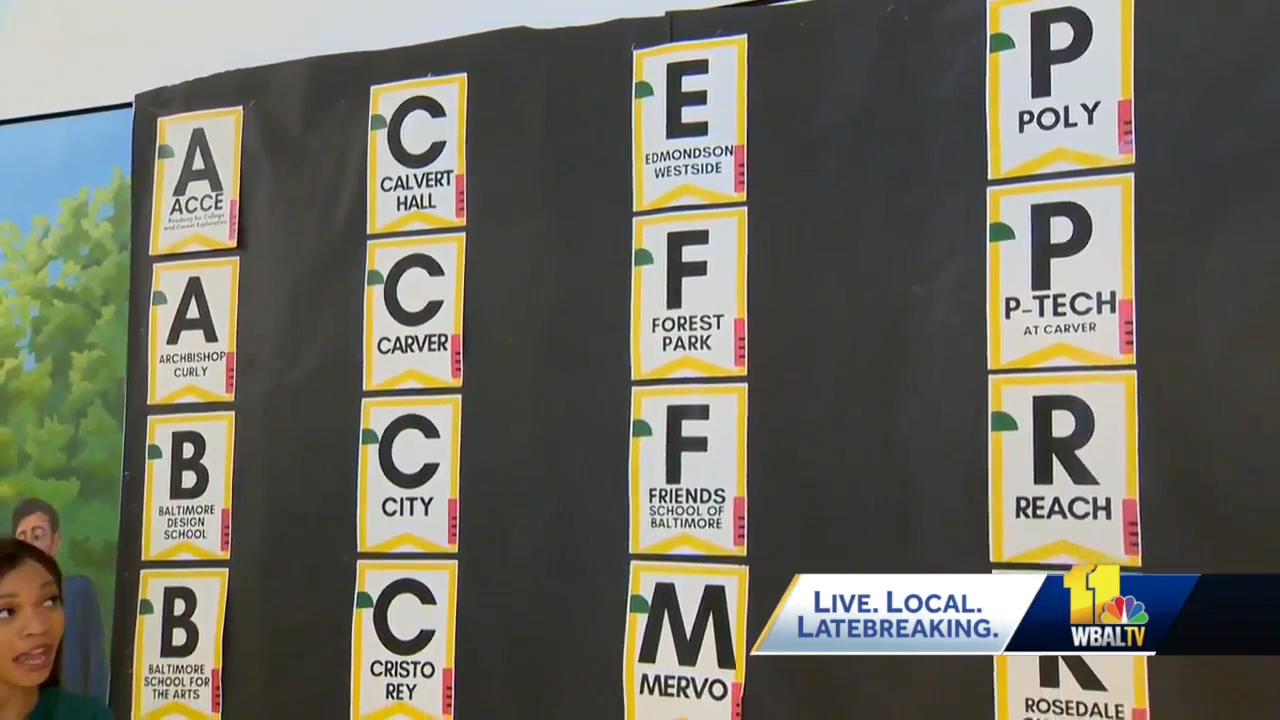 A
ACCE
Academy for College
and Career Exploration
A
ARCHBISHOP
CURLY
B
BALTIMORE
DESIGN
SCHOOL
B
BALTIMORE
SCHOOL FOR
THE ARTS
C
CALVERT
HALL
C
CARVER
C
CITY
C
CRISTO
REY
E
EDMONDSON
WESTSIDE
F
FOREST
PARK
F
FRIENDS
SCHOOL OF
BALTIMORE
M
MERVO
P
POLY
P
P-TECH
AT CARVER
R
REACH
R
ROSEDALE
LIVE. LOCAL.
LATEBREAKING.
11
WBALTV